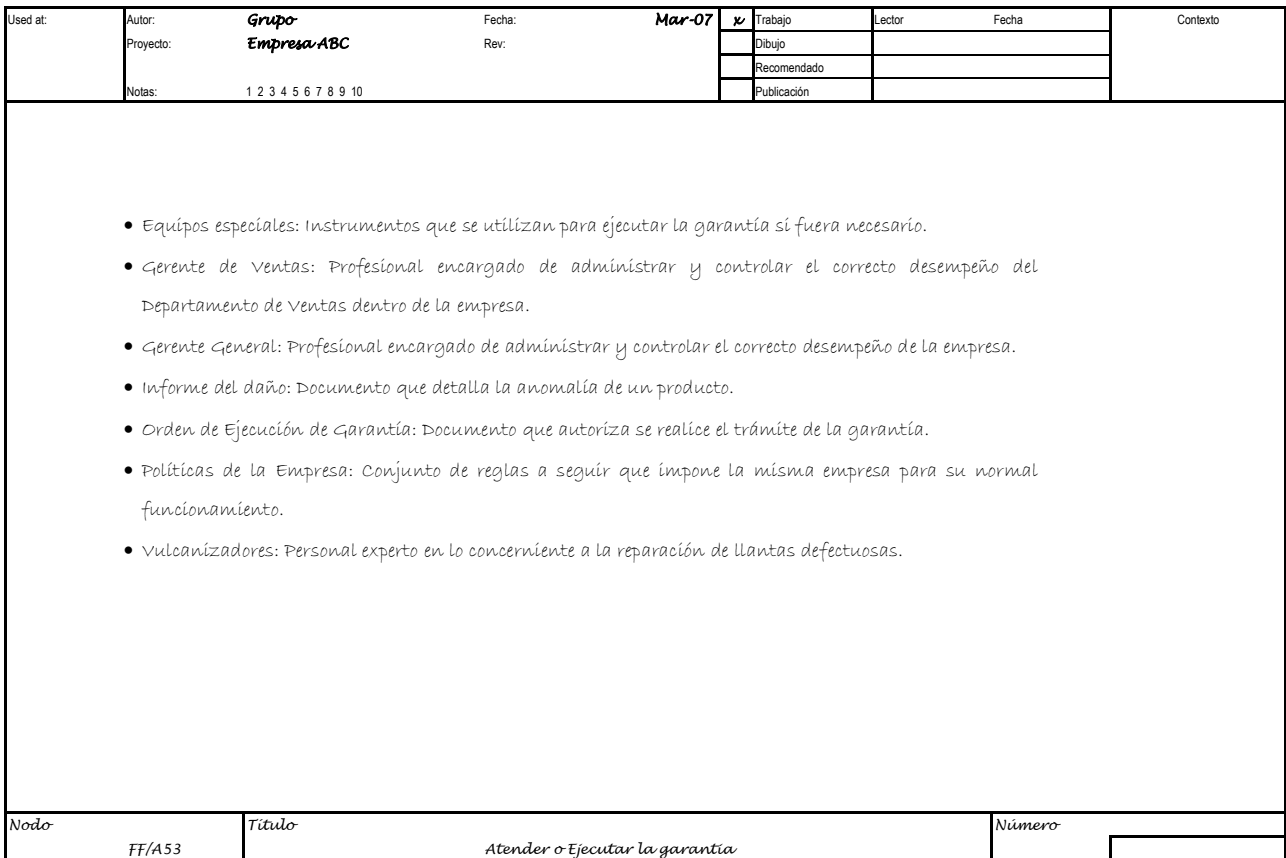 Used at: Autor: Grupo Fecha: Mar-07 x Trabajo Lector Fecha Contexto
Proyecto: Empresa ABC Rev: Dibujo
Recomendado
Notas: 1 2 3 4 5 6 7 8 9 10 Publicación
• Equipos especiales: Instrumentos que se utilizan para ejecutar la garantía si fuera necesario.
• Gerente de Ventas: Profesional encargado de administrar y controlar el correcto desempeño del
Departamento de Ventas dentro de la empresa.
• Gerente General: Profesional encargado de administrar y controlar el correcto desempeño de la empresa.
• Informe del daño: Documento que detalla la anomalía de un producto.
• Orden de Ejecución de Garantía: Documento que autoriza se realice el trámite de la garantía.
• Políticas de la Empresa: Conjunto de reglas a seguir que impone la misma empresa para su normal
funcionamiento.
• Vulcanizadores: Personal experto en lo concerniente a la reparación de llantas defectuosas.
Nodo Título Número
FF/A53 Atender o Ejecutar la garantía